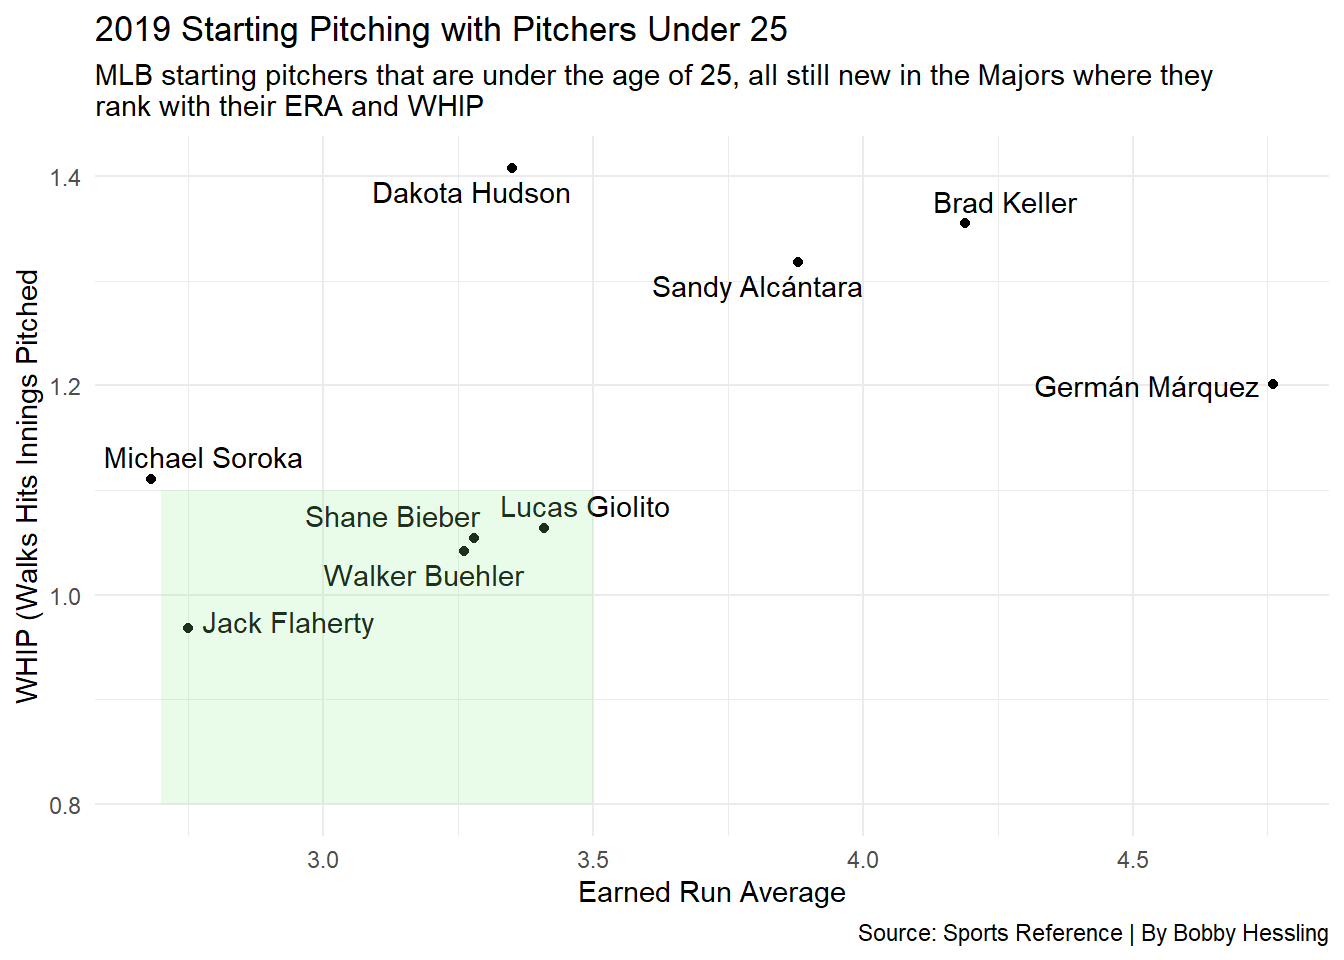 2019 Starting Pitching with Pitchers Under 25
MLB starting pitchers that are under the age of 25, all still new in the Majors where they
rank with their ERA and WHIP
WHIP (Walks Hits Innings Pitched
1.4
1.2
1.0
0.8
Dakota Hudson
Brad Keller
Sandy Alcántara
Germán Márquez
Michael Soroka
Lucas Giolito
Shane Bieber
Walker Buehler
Jack Flaherty
3.0
3.5
4.0
4.5
Earned Run Average
Source: Sports Reference | By Bobby Hessling